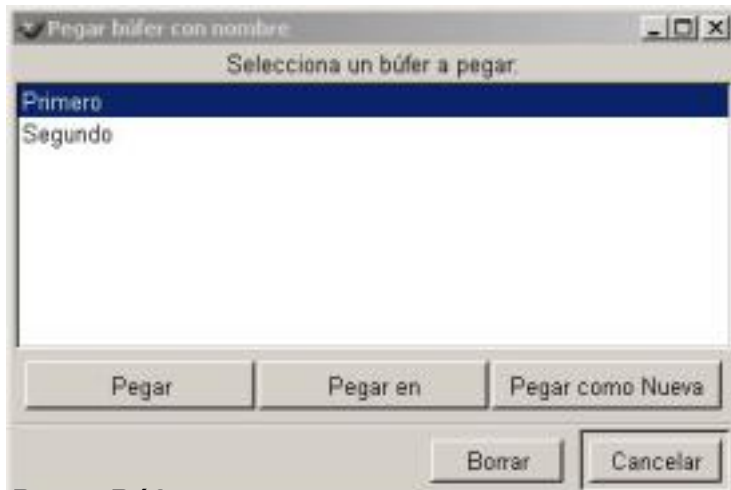 Pegar búfer con nombre
Selecciona un búfer a pegar:
Primero
Segundo
Pegar
Pegar en
Pegar como Nueva
Borrar
Cancelar